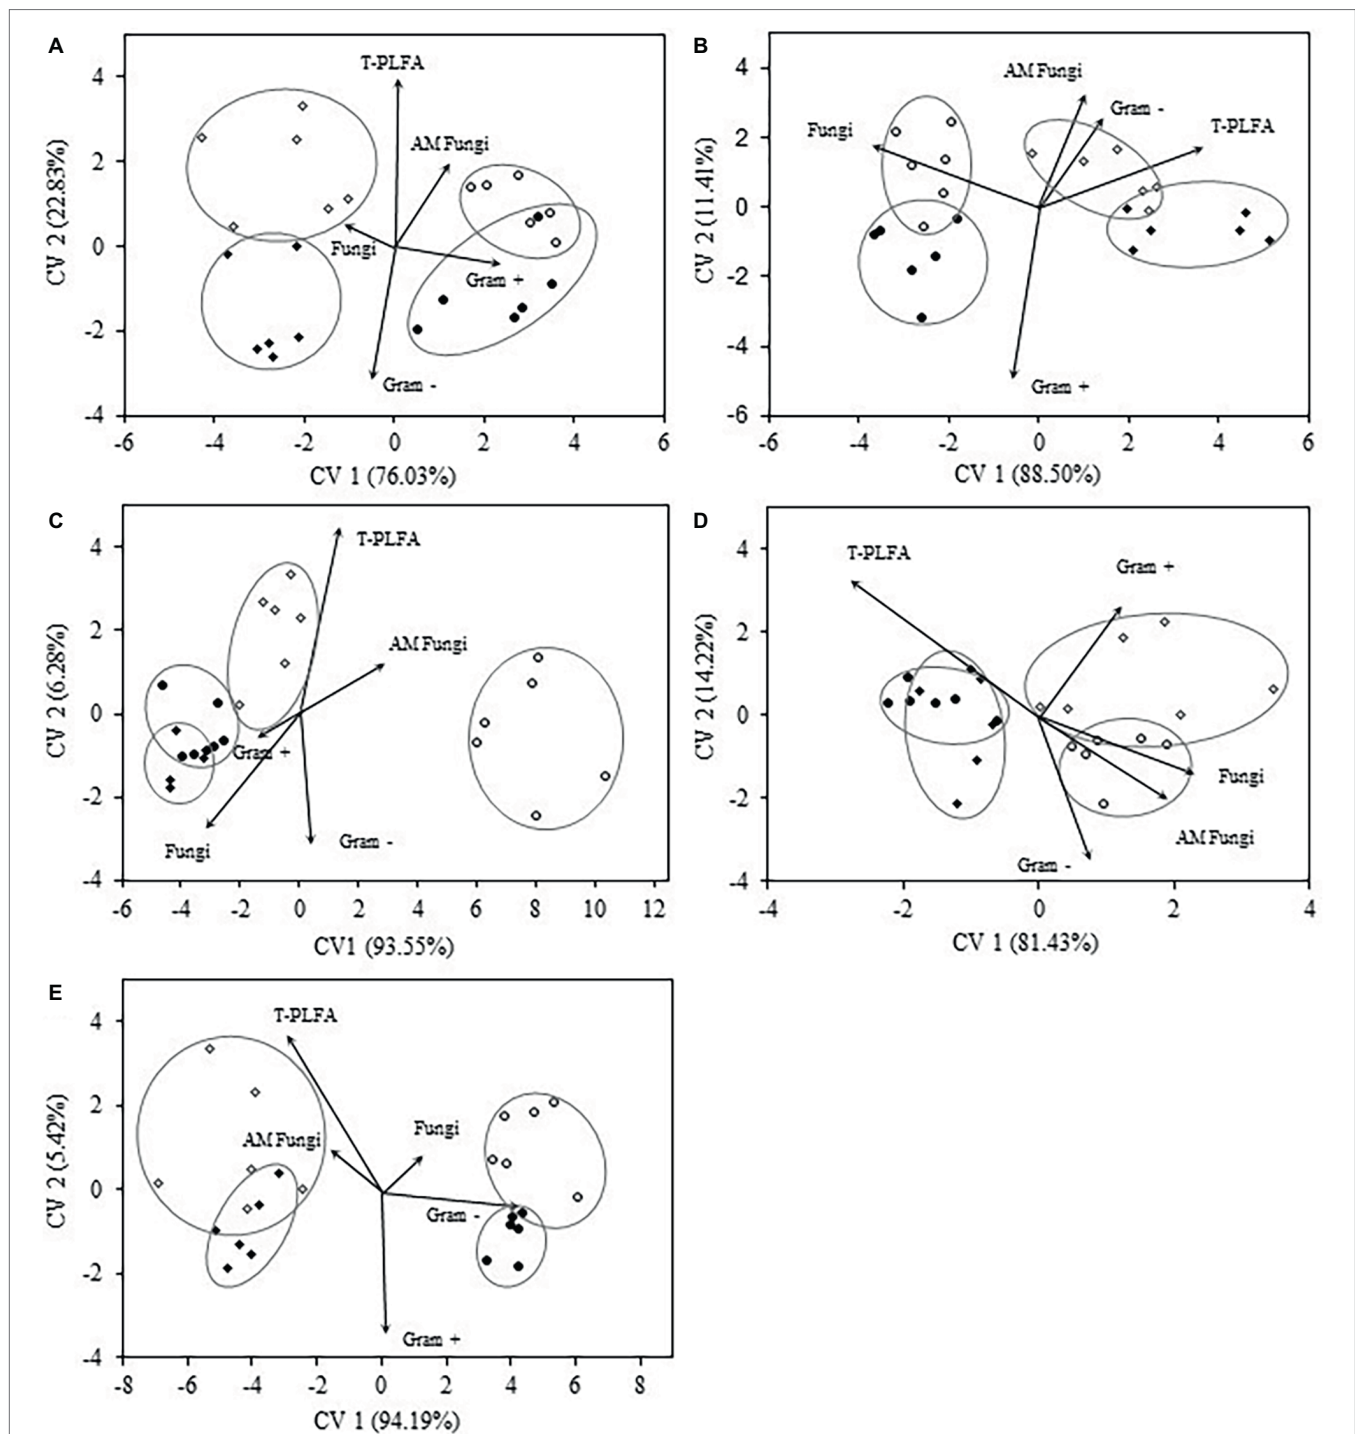 A
T-PLFA
AM Fungi
Fungi
Gram +
Gram -
4
2
0
-2
-4
CV 2 (22.83%)
-6 -4 -2 0 2 4 6
CV 1 (76.03%)
B
AM Fungi
Gram -
Fungi
T-PLFA
Gram +
4
2
0
-2
-4
-6
CV 2 (11.41%)
-6 -4 -2 0 2 4 6
CV 1 (88.50%)
C
T-PLFA
AM Fungi
Gram +
Gram -
Fungi
4
2
0
-2
-4
CV 2 (6.28%)
-6 -4 -2 0 2 4 6 8 10 12
CV1 (93.55%)
D
T-PLFA
Gram +
Fungi
AM Fungi
Gram -
4
2
0
-2
-4
CV 2 (14.22%)
-4 -2 0 2 4
CV 1 (81.43%)
E
T-PLFA
Fungi
AM Fungi
Gram -
Gram +
4
2
0
-2
-4
CV 2 (5.42%)
-8 -6 -4 -2 0 2 4 6 8
CV 1 (94.19%)